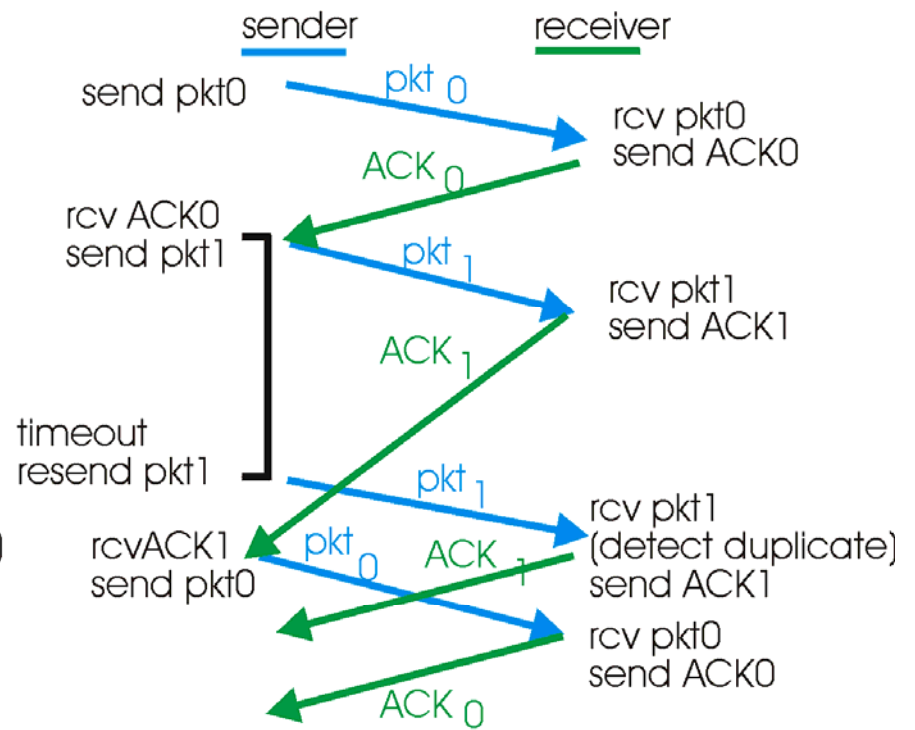 sender
receiver
send pkt0
pkt 0
rcv pkt0
send ACK0
ACK 0
rcv ACK0
send pkt1
pkt 1
rcv pkt1
send ACK1
ACK 1
timeout
resend pkt1
pkt 1
rcv pkt1
(detect duplicate)
send ACK1
)
rcvACK1
send pkt0
pkt 0
ACK 1
rcv pkt0
send ACK0
ACK 0